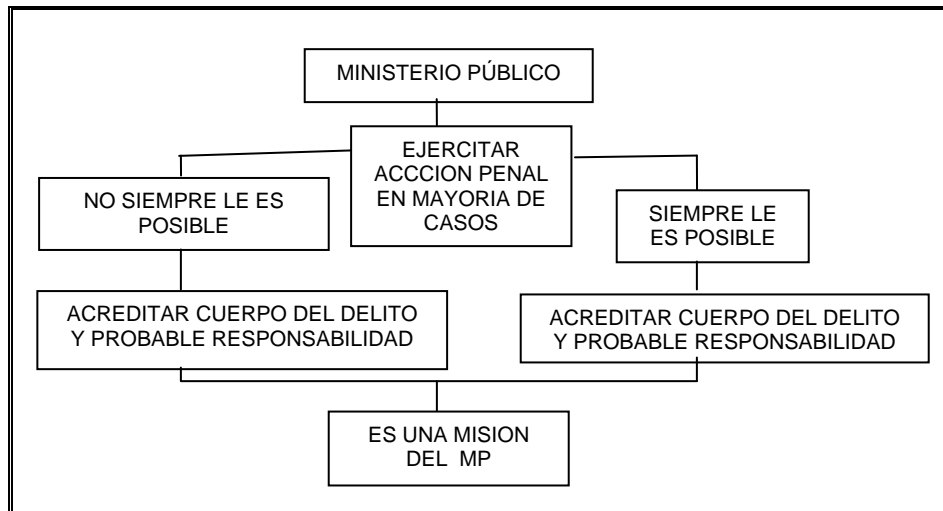 MINISTERIO PÚBLICO
EJERCITAR
ACCCION PENAL
EN MAYORIA DE
CASOS
NO SIEMPRE LE ES
POSIBLE
SIEMPRE LE
ES POSIBLE
ACREDITAR CUERPO DEL DELITO
Y PROBABLE RESPONSABILIDAD
ACREDITAR CUERPO DEL DELITO
Y PROBABLE RESPONSABILIDAD
ES UNA MISION
DEL MP